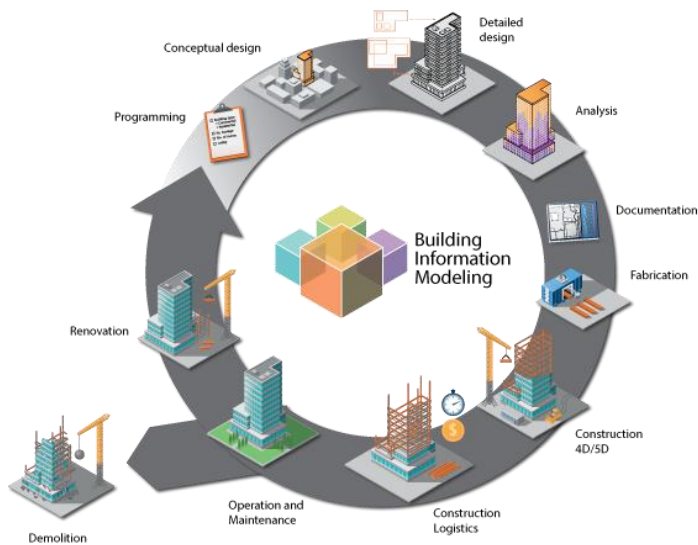 Conceptual design
Detailed
design
Programming
Analysis
Documentation
Building
Information
Modeling
Fabrication
Renovation
Construction
4D/5D
Operation and
Maintenance
Construction
Logistics
Demolition
$